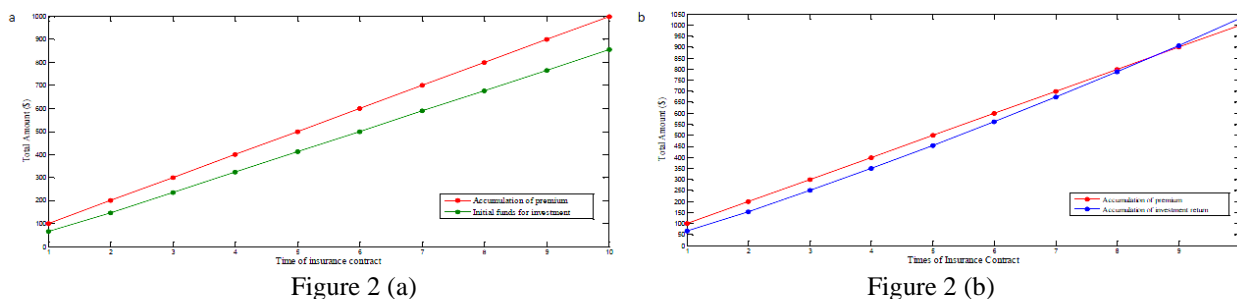 a
1000
900
800
700
600
500
400
300
200
100
0
Total Amount ($)
1 2 3 4 5 6 7 8 9 10
Time of insurance contract
Accumulation of premium
Initial funds for investment
Figure 2 (a)
b
1050
1000
950
900
850
800
750
700
650
600
550
500
450
400
350
300
250
200
150
100
50
0
Total Amount ($)
1 2 3 4 5 6 7 8 9
Times of Insurance Contract
Accumulation of premium
Accumulation of investment return
Figure 2 (b)